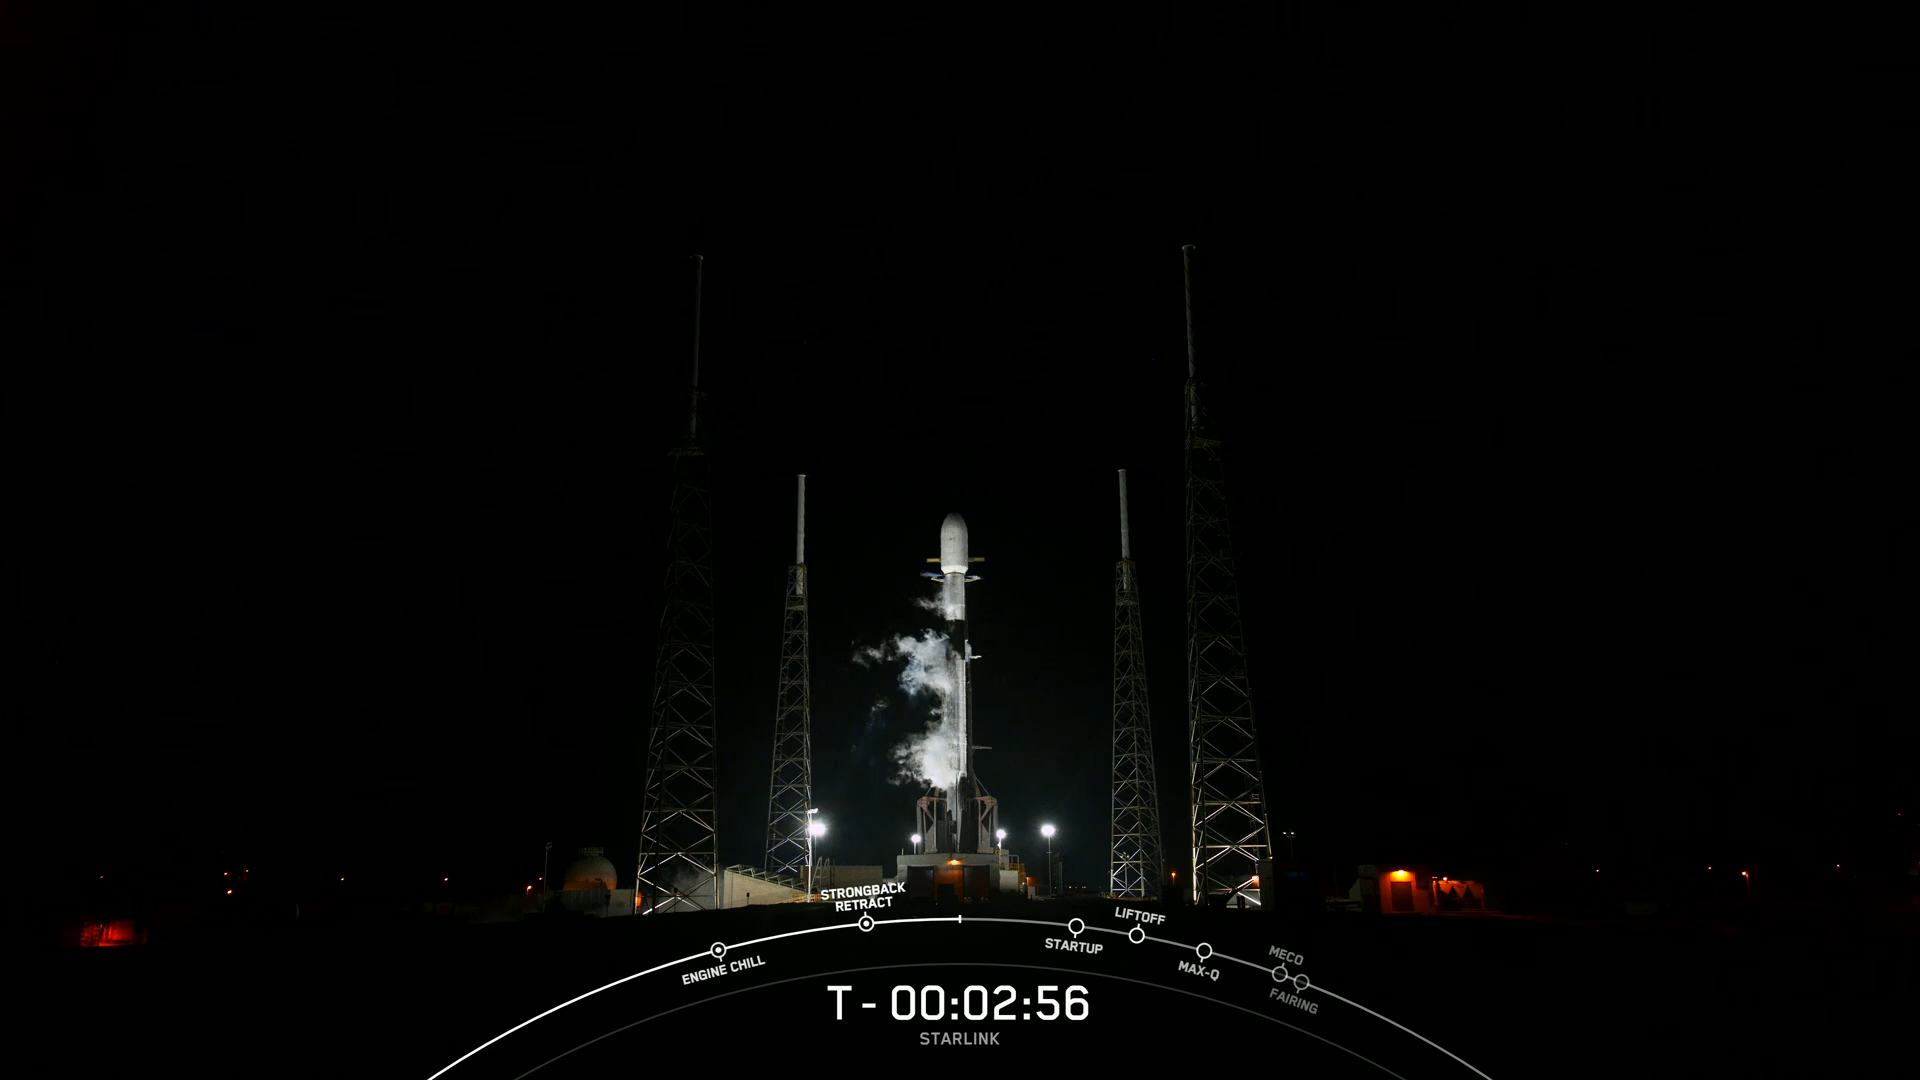 STRONGBACK
RETRACT
LIFTOFF
ENGINE CHILL
STARTUP
MAX-Q
MECO
FAIRING
T - 00:02:56
STARLINK